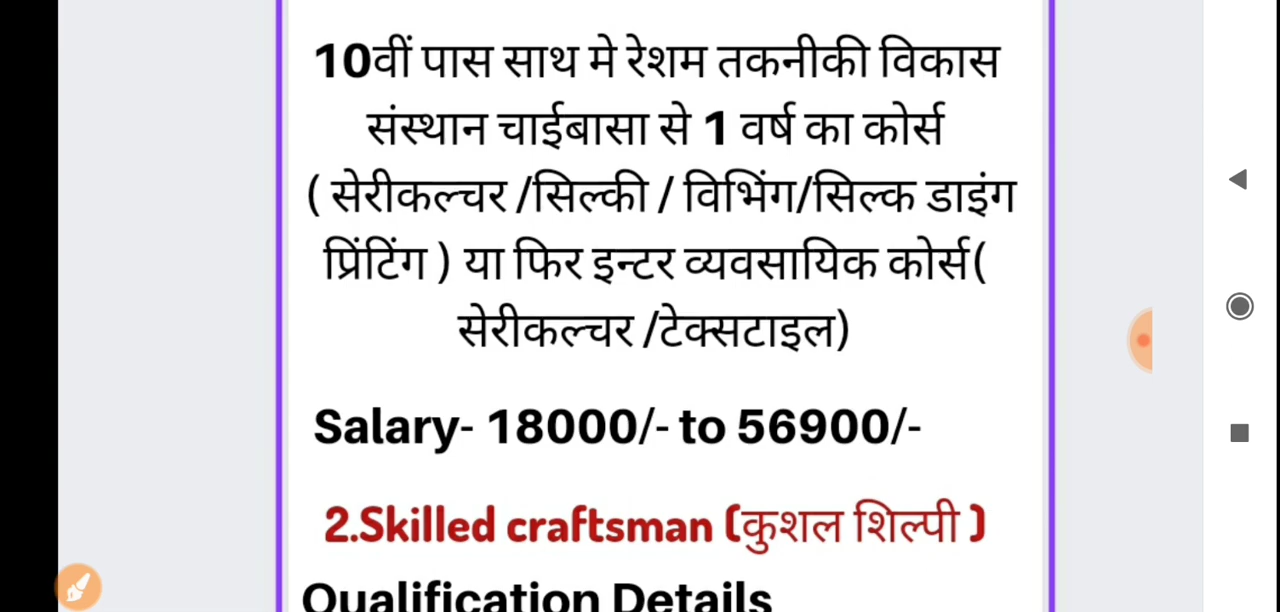 10वीं पास साथ मे रेशम तकनीकी विकास
संस्थान चाईबासा से 1 वर्ष का कोर्स
( सेरीकल्चर /सिल्की / विभिंग/सिल्क डाइंग
प्रिंटिंग ) या फिर इन्टर व्यवसायिक कोर्स(
सेरीकल्चर /टेक्सटाइल)
Salary- 18000/- to 56900/-
2.Skilled craftsman (कुशल शिल्पी )
Qualification Details